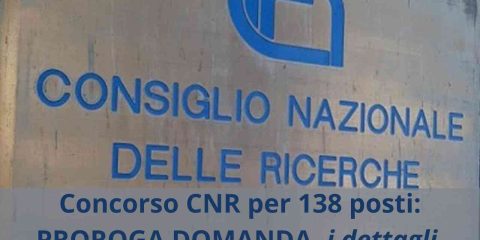 CONSIGLIO NAZIONALE
DELLE RICERCHE
Concorso CNR per 138 posti:
PROROGA DOMANDA, i dettagli